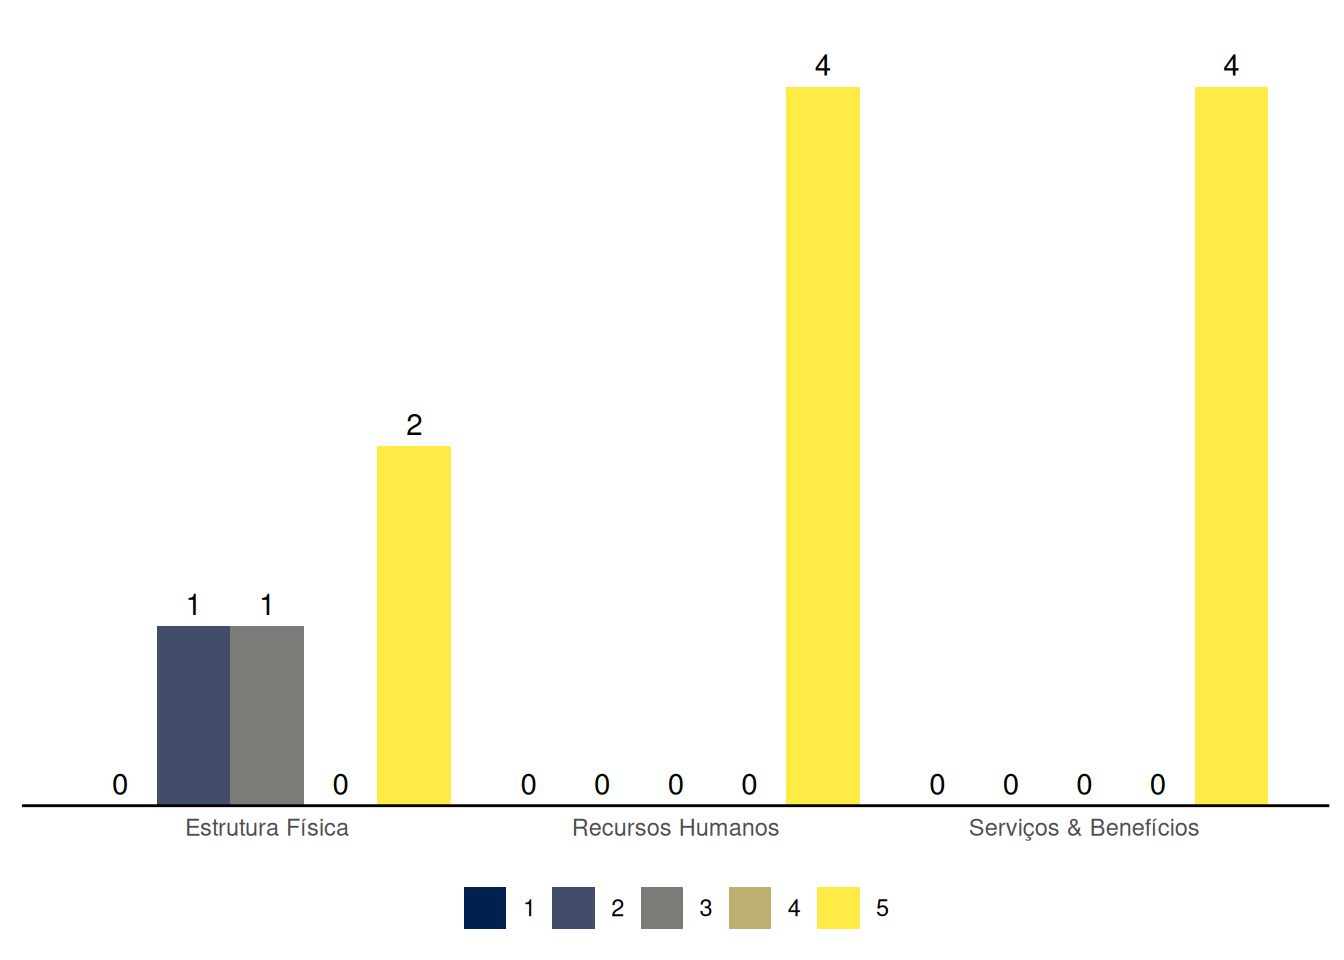 4 4
2
1 1
0 0 0 0 0 0 0 0 0 0
Estrutura Física Recursos Humanos Serviços & Benefícios
1 2 3 4 5